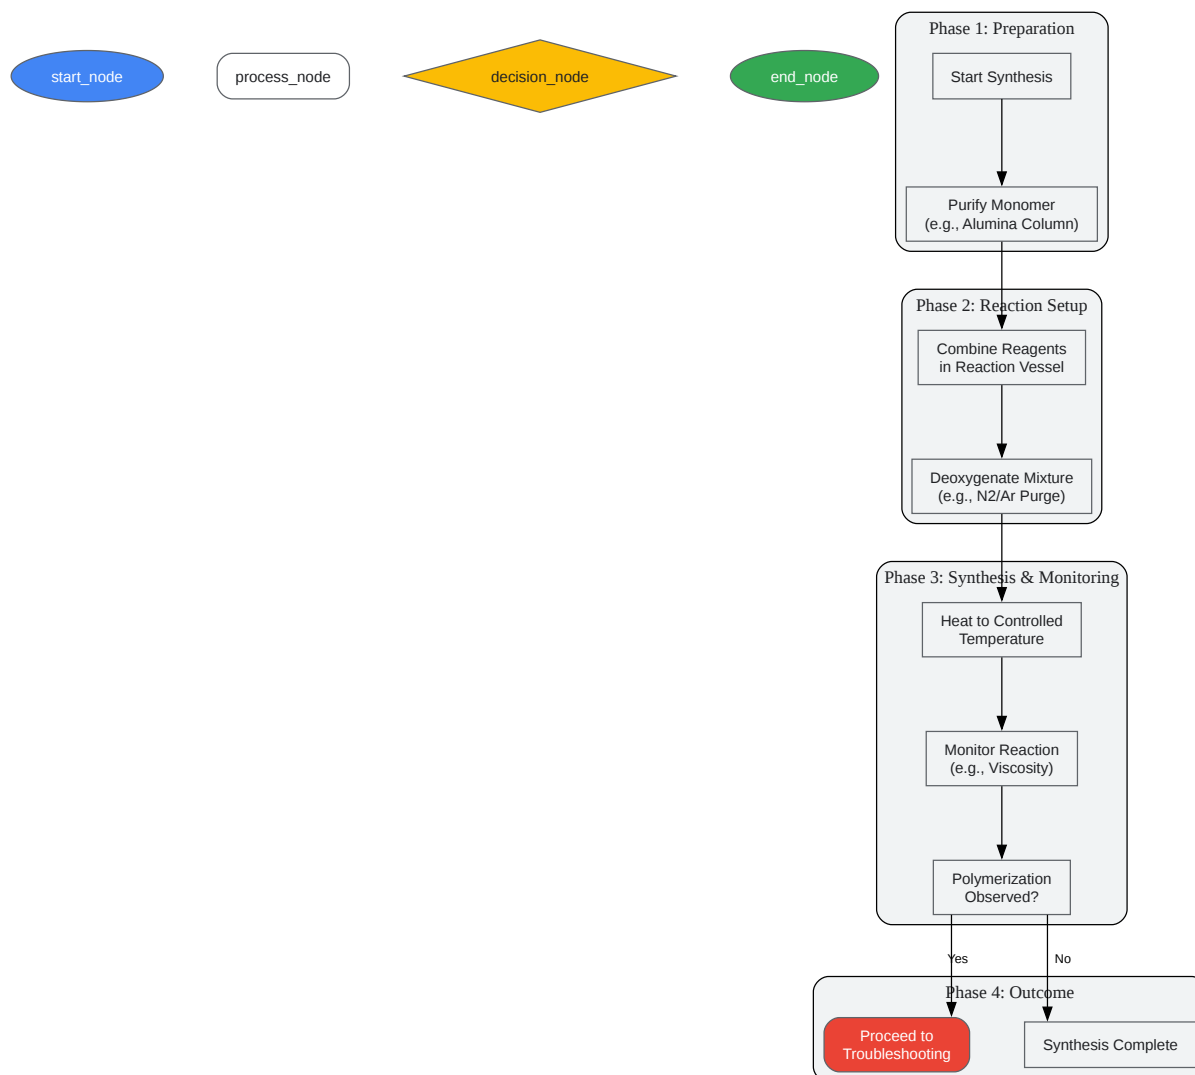 start_node
process_node
decision_node
end_node
Phase 1: Preparation
Start Synthesis
Purify Monomer
(e.g., Alumina Column)
Phase 2: Reaction Setup
Combine Reagents
in Reaction Vessel
Deoxygenate Mixture
(e.g., N2/Ar Purge)
Phase 3: Synthesis & Monitoring
Heat to Controlled
Temperature
Monitor Reaction
(e.g., Viscosity)
Polymerization
Observed?
Yes
No
Phase 4: Outcome
Proceed to
Troubleshooting
Synthesis Complete